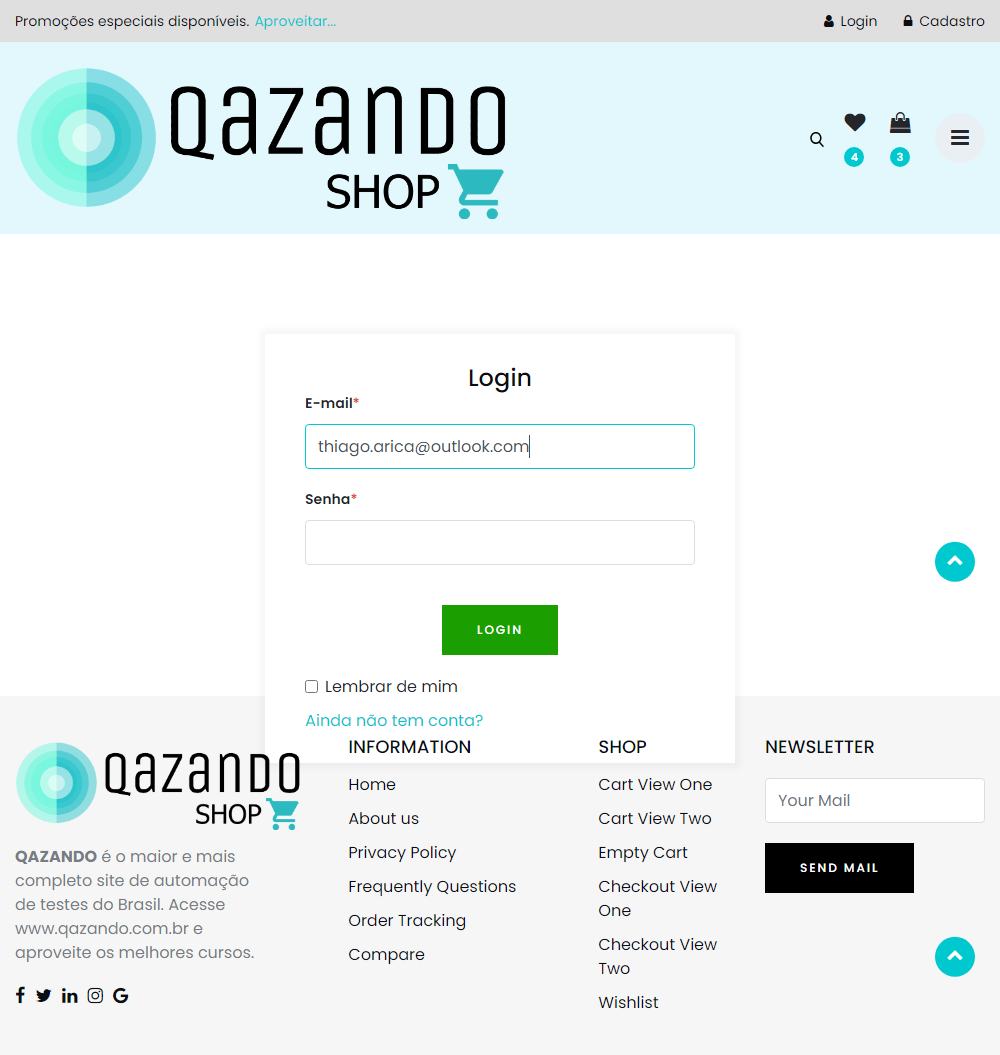 Promoções especiais disponíveis. Aproveitar...
Login
Cadastro
QAZANDO
SHOP
4
3
Login
E-mail*
thiago.arica@outlook.com
Senha*
LOGIN
Lembrar de mim
Ainda não tem conta?
QAZANDO
SHOP
QAZANDO é o maior e mais
completo site de automação
de testes do Brasil. Acesse
www.qazando.com.br e
aproveite os melhores cursos.
INFORMATION
Home
About us
Privacy Policy
Frequently Questions
Order Tracking
Compare
SHOP
Cart View One
Cart View Two
Empty Cart
Checkout View
One
Checkout View
Two
Wishlist
NEWSLETTER
Your Mail
SEND MAIL